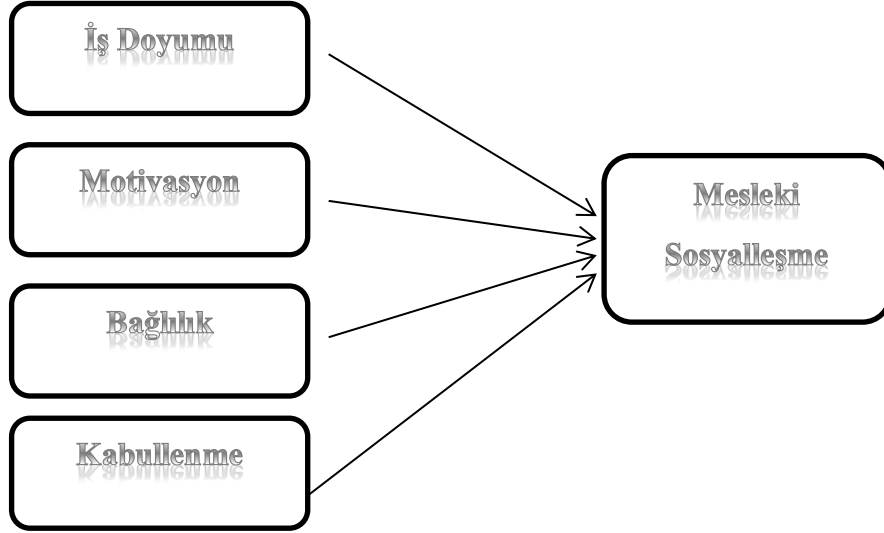 İş Doyumu
Motivasyon
Bağlılık
Kabullenme
Mesleki
Sosyalleşme